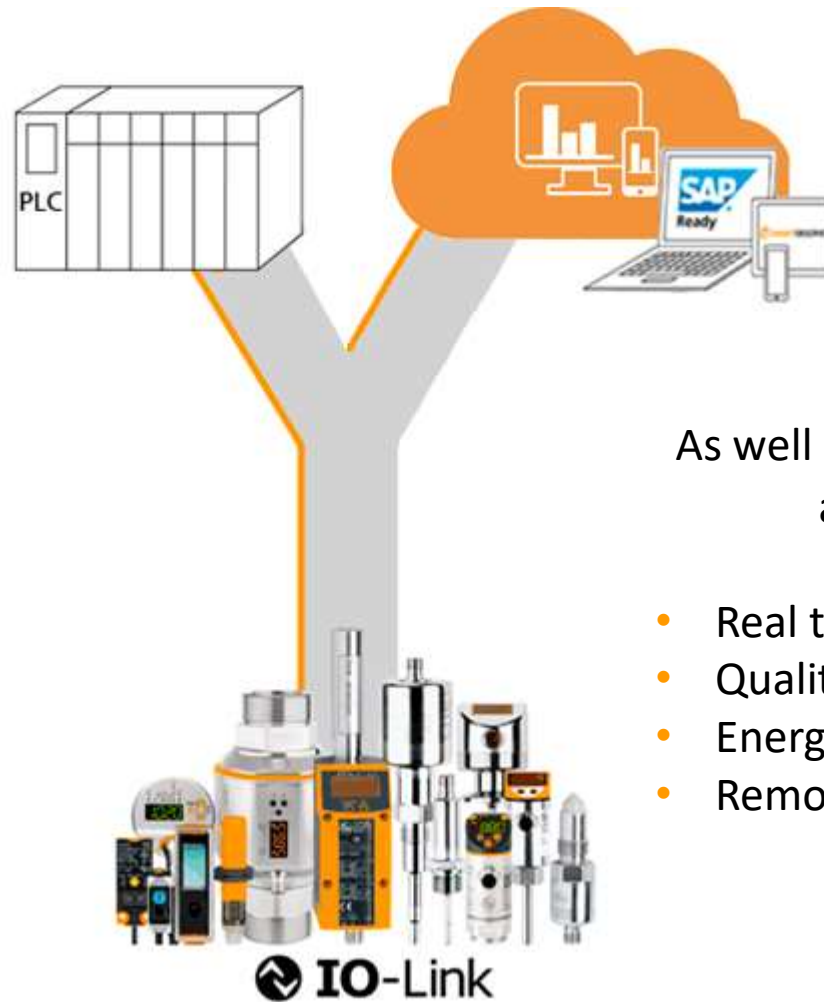 PLC
SAP
Ready
As well
a
Real t
Qualit
Energ
Remo
IO-Link